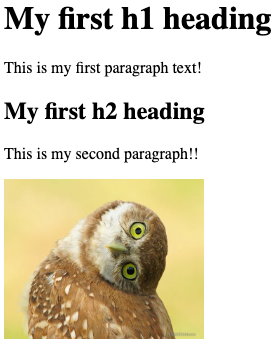 My first h1 heading
This is my first paragraph text!
My first h2 heading
This is my second paragraph!!